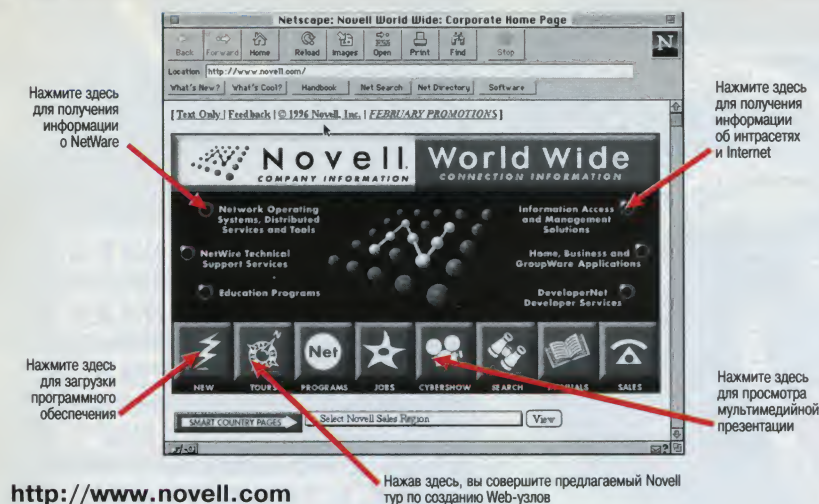 Netscape: Novell World Wide: Corporate Home Page
Back Forward Home Reload Images Open Print Find Stop
N
Location http://www.novell.com/
What's New? What's Cool? Handbook Net Search Net Directory Software
[ Text Only | Feedback | © 1996 Novell, Inc. | FEBRUARY PROMOTIONS ]
Novell. World Wide
COMPANY INFORMATION CONNECTION INFORMATION
Network Operating
Systems, Distributed
Services and Tools
Information Access
and Management
Solutions
NetWire Technical
Support Services
Home, Business and
GroupWare Applications
Education Programs
DeveloperNet
Developer Services
Net
NEW TOURS PROGRAMS JOBS CYBERSHOW SEARCH MANUALS SALES
SMART COUNTRY PAGES Select Novell Sales Region View
Нажмите здесь
для получения
информации
о NetWare
Нажмите здесь
для получения
информации
об интрасетях
и Internet
Нажмите здесь
для загрузки
программного
обеспечения
Нажмите здесь
для просмотра
мультимедийной
презентации
Нажав здесь, вы совершите предлагаемый Novell
тур по созданию Web-узлов
http://www.novell.com